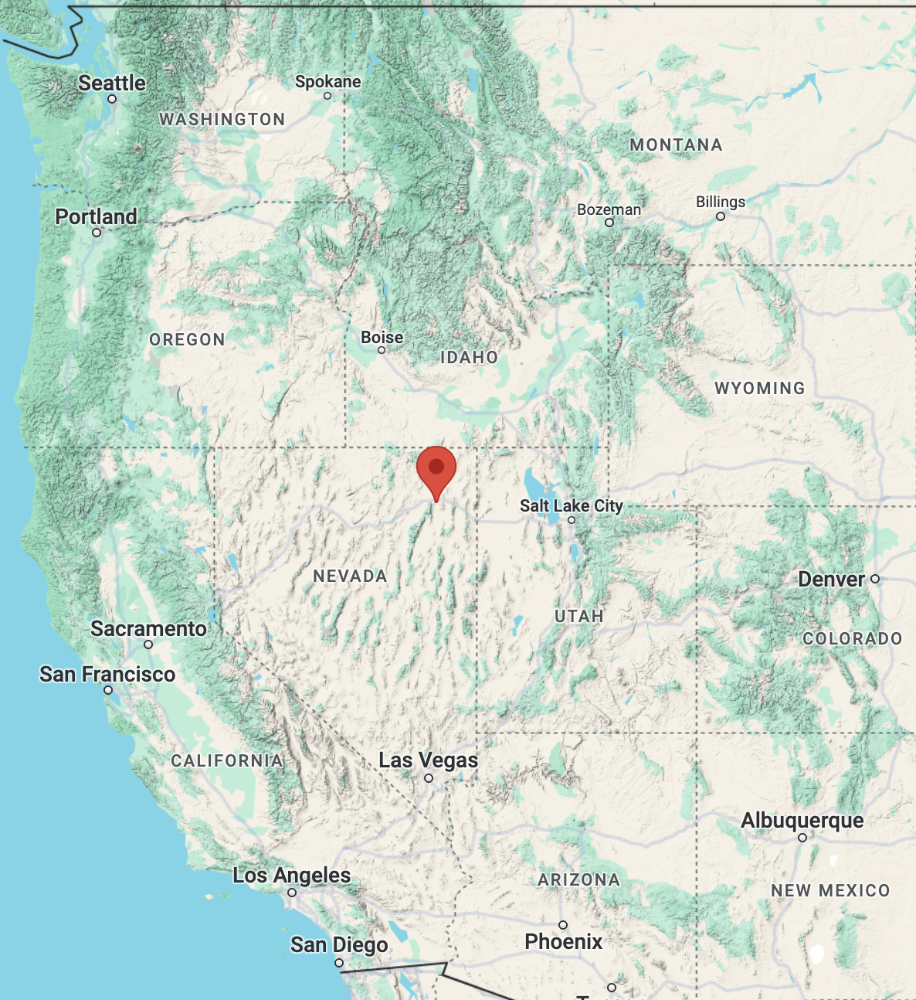 Seattle
Spokane
WASHINGTON
MONTANA
Portland
Bozeman
Billings
OREGON
Boise
IDAHO
WYOMING
Salt Lake City
NEVADA
Denver
UTAH
Sacramento
COLORADO
San Francisco
CALIFORNIA
Las Vegas
Albuquerque
Los Angeles
ARIZONA
NEW MEXICO
Phoenix
San Diego